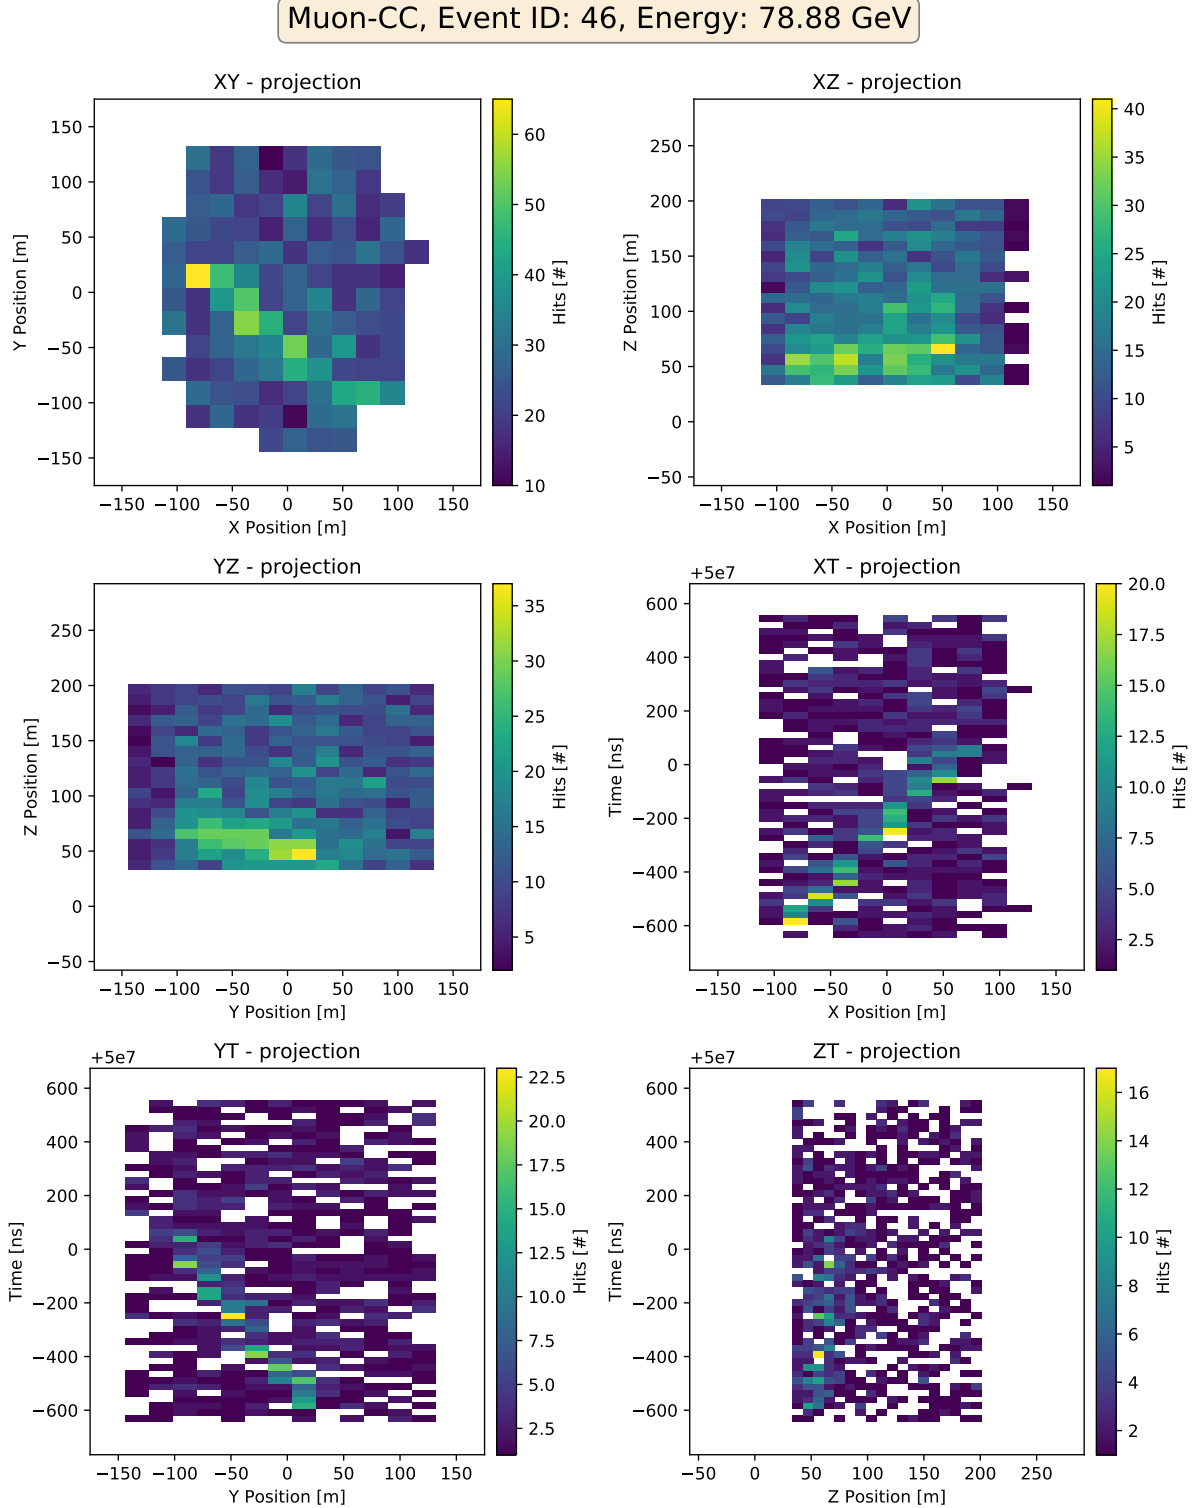 Muon-CC, Event ID: 46, Energy: 78.88 GeV
XY - projection
150
100
50
0
−50
−100
−150
Y Position [m]
−150 −100 −50 0 50 100 150
X Position [m]
60
50
40
30
20
10
Hits [#]
XZ - projection
250
200
150
100
50
0
−50
Z Position [m]
−150 −100 −50 0 50 100 150
X Position [m]
40
35
30
25
20
15
10
5
Hits [#]
YZ - projection
250
200
150
100
50
0
−50
Z Position [m]
−150 −100 −50 0 50 100 150
Y Position [m]
35
30
25
20
15
10
5
Hits [#]
+5e7
XT - projection
600
400
200
0
−200
−400
−600
Time [ns]
−150 −100 −50 0 50 100 150
X Position [m]
20.0
17.5
15.0
12.5
10.0
7.5
5.0
2.5
Hits [#]
+5e7
YT - projection
600
400
200
0
−200
−400
−600
Time [ns]
−150 −100 −50 0 50 100 150
Y Position [m]
22.5
20.0
17.5
15.0
12.5
10.0
7.5
5.0
2.5
Hits [#]
+5e7
ZT - projection
600
400
200
0
−200
−400
−600
Time [ns]
−50 0 50 100 150 200 250
Z Position [m]
16
14
12
10
8
6
4
2
Hits [#]